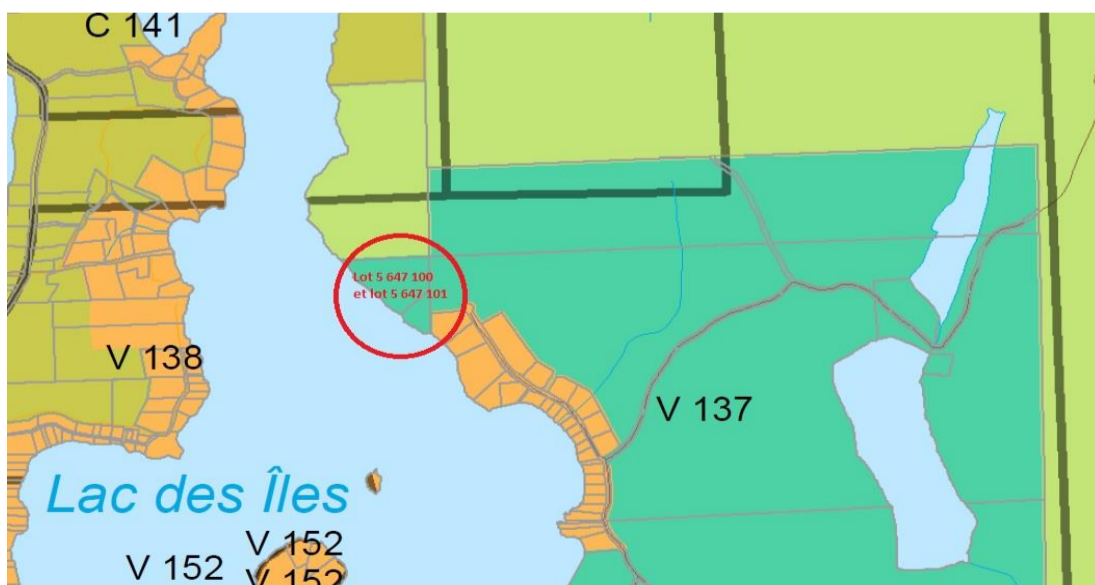 C 141
Lot 5 647 100
et lot 5 647 101
V 138
V 137
Lac des Îles
V 152
V 152
V 152